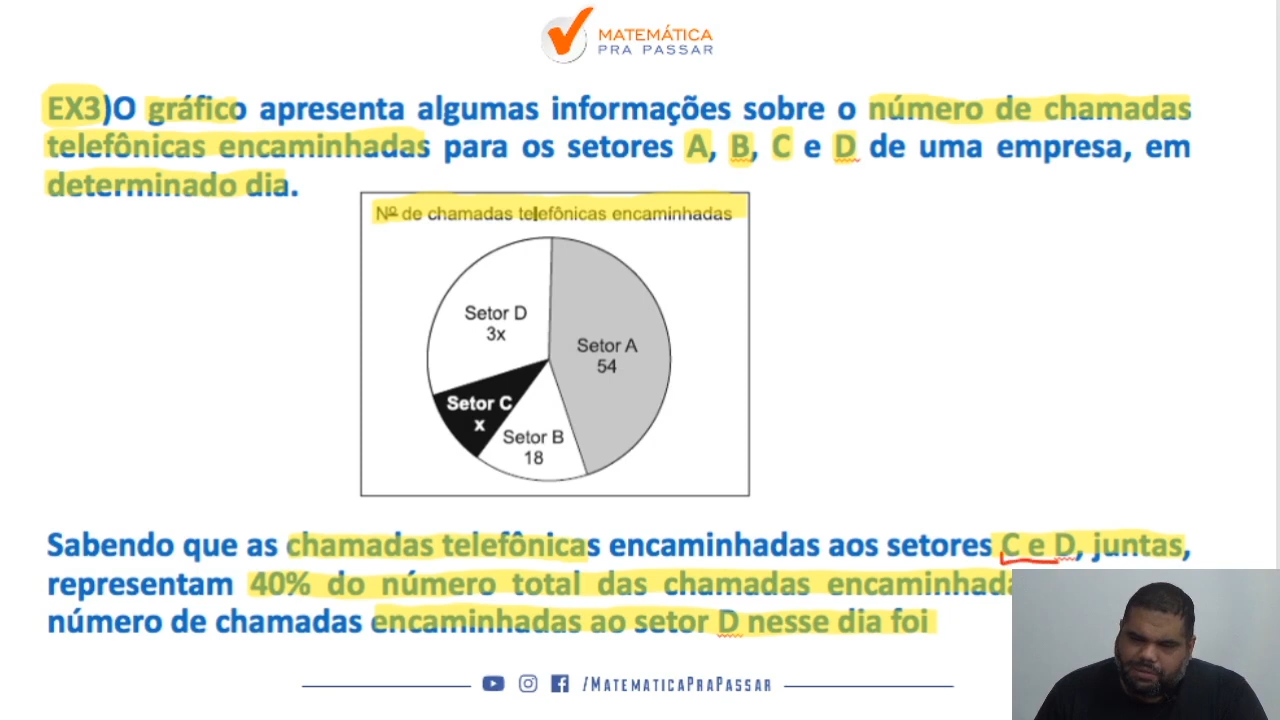 MATEMÁTICA
PRA PASSAR
EX3)O gráfico apresenta algumas informações sobre o número de chamadas
telefônicas encaminhadas para os setores A, B, C e D de uma empresa, em
determinado dia.
Nº de chamadas telefônicas encaminhadas
Setor D
3x
Setor A
54
Setor C
x
Setor B
18
Sabendo que as chamadas telefônicas encaminhadas aos setores C e D, juntas,
representam 40% do número total das chamadas
número de chamadas encaminhadas ao setor D nesse dia foi
/MATEMATICAPRAPASSAR